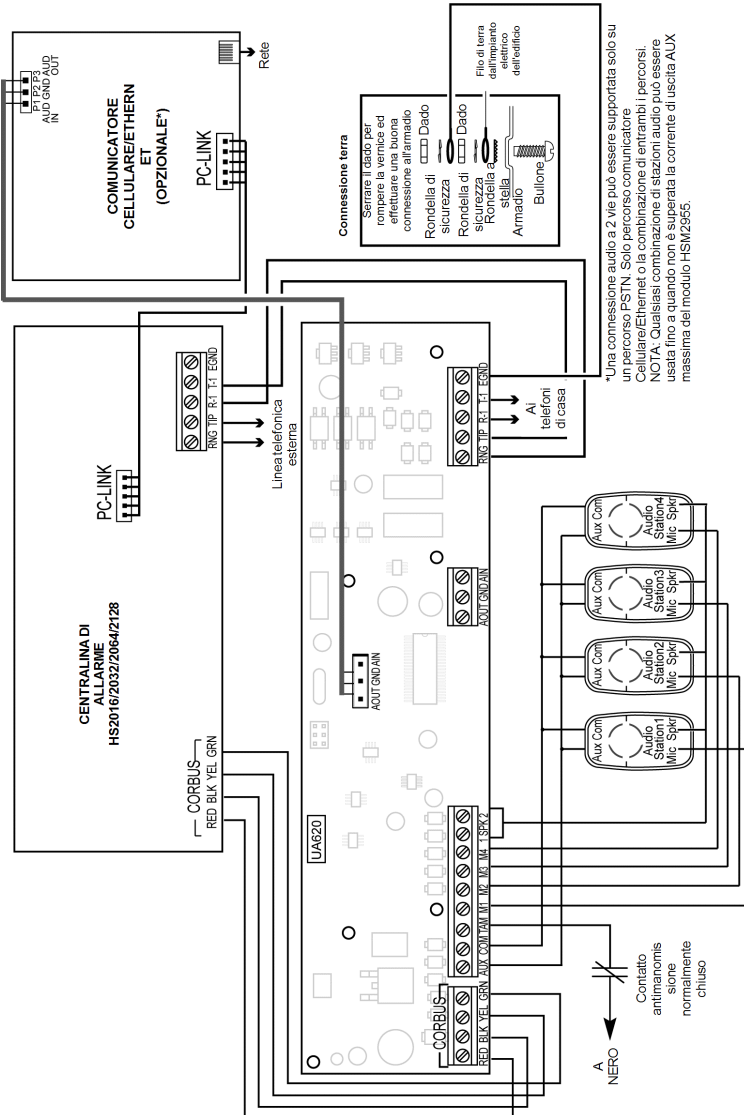 P1 P2 P3
AUD GND AUD
IN OUT
COMUNICATORE
CELLULARE/ETHERN
ET
(OPZIONALE*)
PC-LINK
Rete
Connessione terra
Serrare il dado per
rompere la vernice ed
effettuare una buona
connessione all'armadio
Rondella di
sicurezza
Dado
Rondella di
sicurezza
Dado
Rondella a
stella
Armadio
Bullone
Filo di terra
dall'impianto
elettrico
dell'edificio
*Una connessione audio a 2 vie può essere supportata solo su
un percorso PSTN. Solo percorso comunicatore
Cellulare/Ethernet o la combinazione di entrambi i percorsi.
NOTA: Qualsiasi combinazione di stazioni audio può essere
usata fino a quando non è superata la corrente di uscita AUX
massima del modulo HSM2955.
CENTRALINA DI
ALLARME
HS2016/2032/2064/2128
PC-LINK
RNG TIP R-1 T-1 EGND
Linea telefonica
esterna
CORBUS
RED BLK YEL GRN
UA620
AOUT GND AIN
AOUT GND AIN
RNG TIP R-1 T-1 EGND
Ai
telefoni
di casa
CORBUS
RED BLK YEL GRN
AUX COM TAM M1 M2 M3 M4 1 SPK 2
Aux Com
Audio
Station1
Mic Spkr
Aux Com
Audio
Station2
Mic Spkr
Aux Com
Audio
Station3
Mic Spkr
Aux Com
Audio
Station4
Mic Spkr
A
NERO
Contatto
antimanomis
sione
normalmente
chiuso